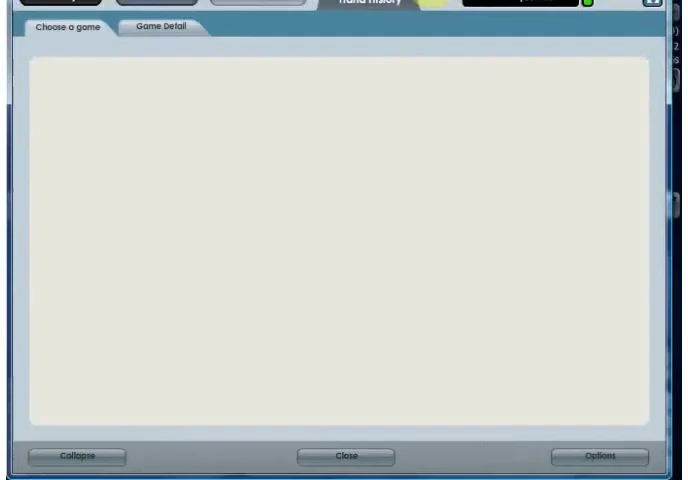 Hand History
Choose a game
Game Detail
Collapse
Close
Options